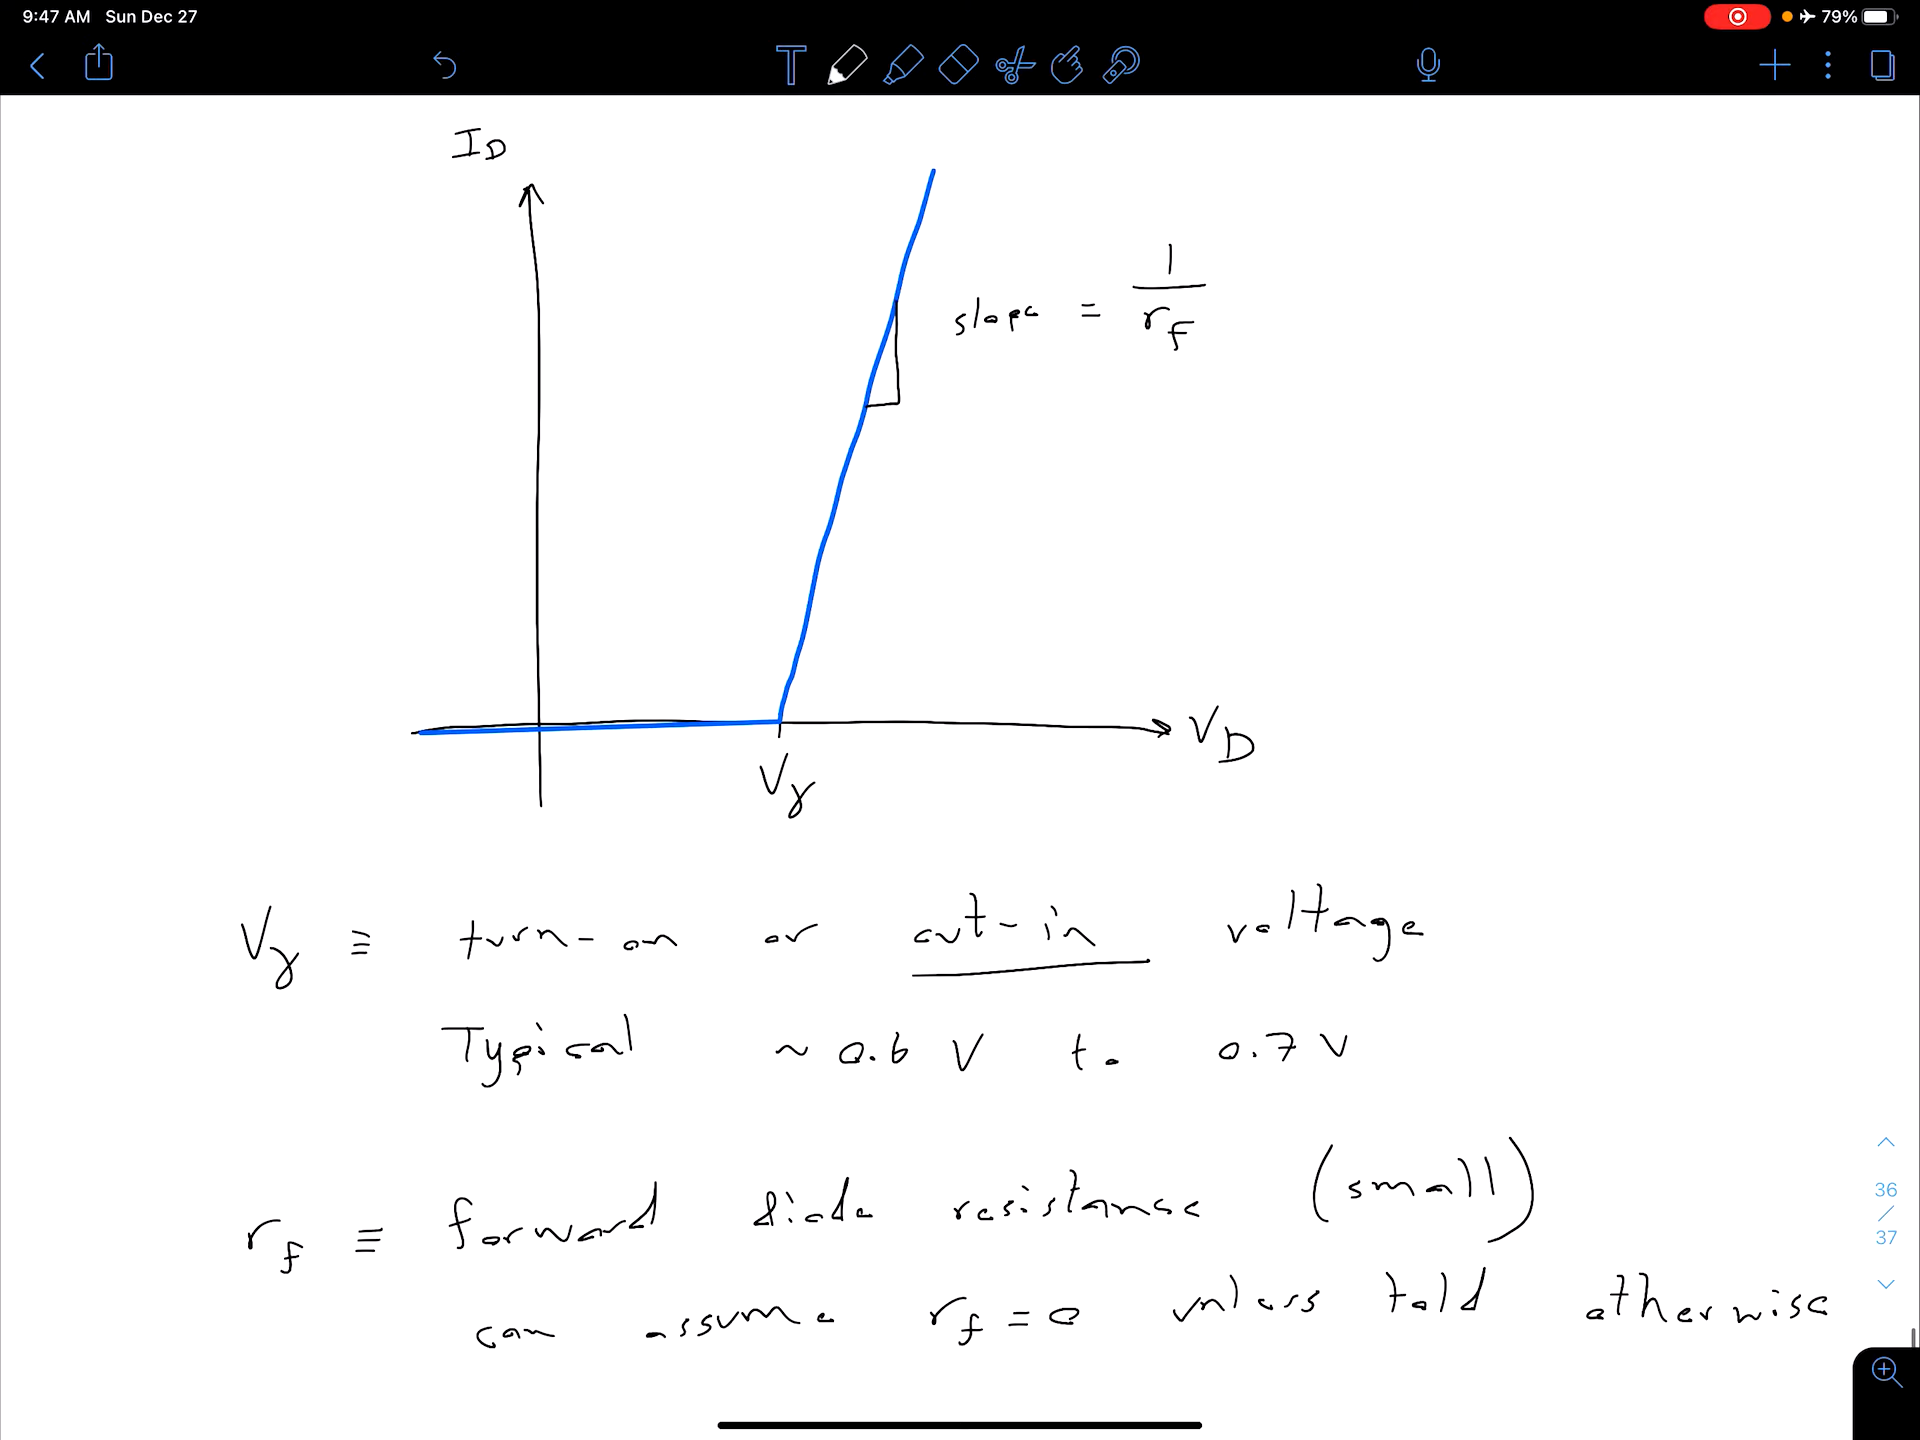 9:47 AM Sun Dec 27
79%
T
I_D
slope = 1/r_f
V_D
V_γ
V_γ ≡ turn-on or cut-in voltage
Typical ~ 0.6 V to 0.7 V
r_f ≡ forward diode resistance (small)
can assume r_f = 0 unless told otherwise
36
/
37